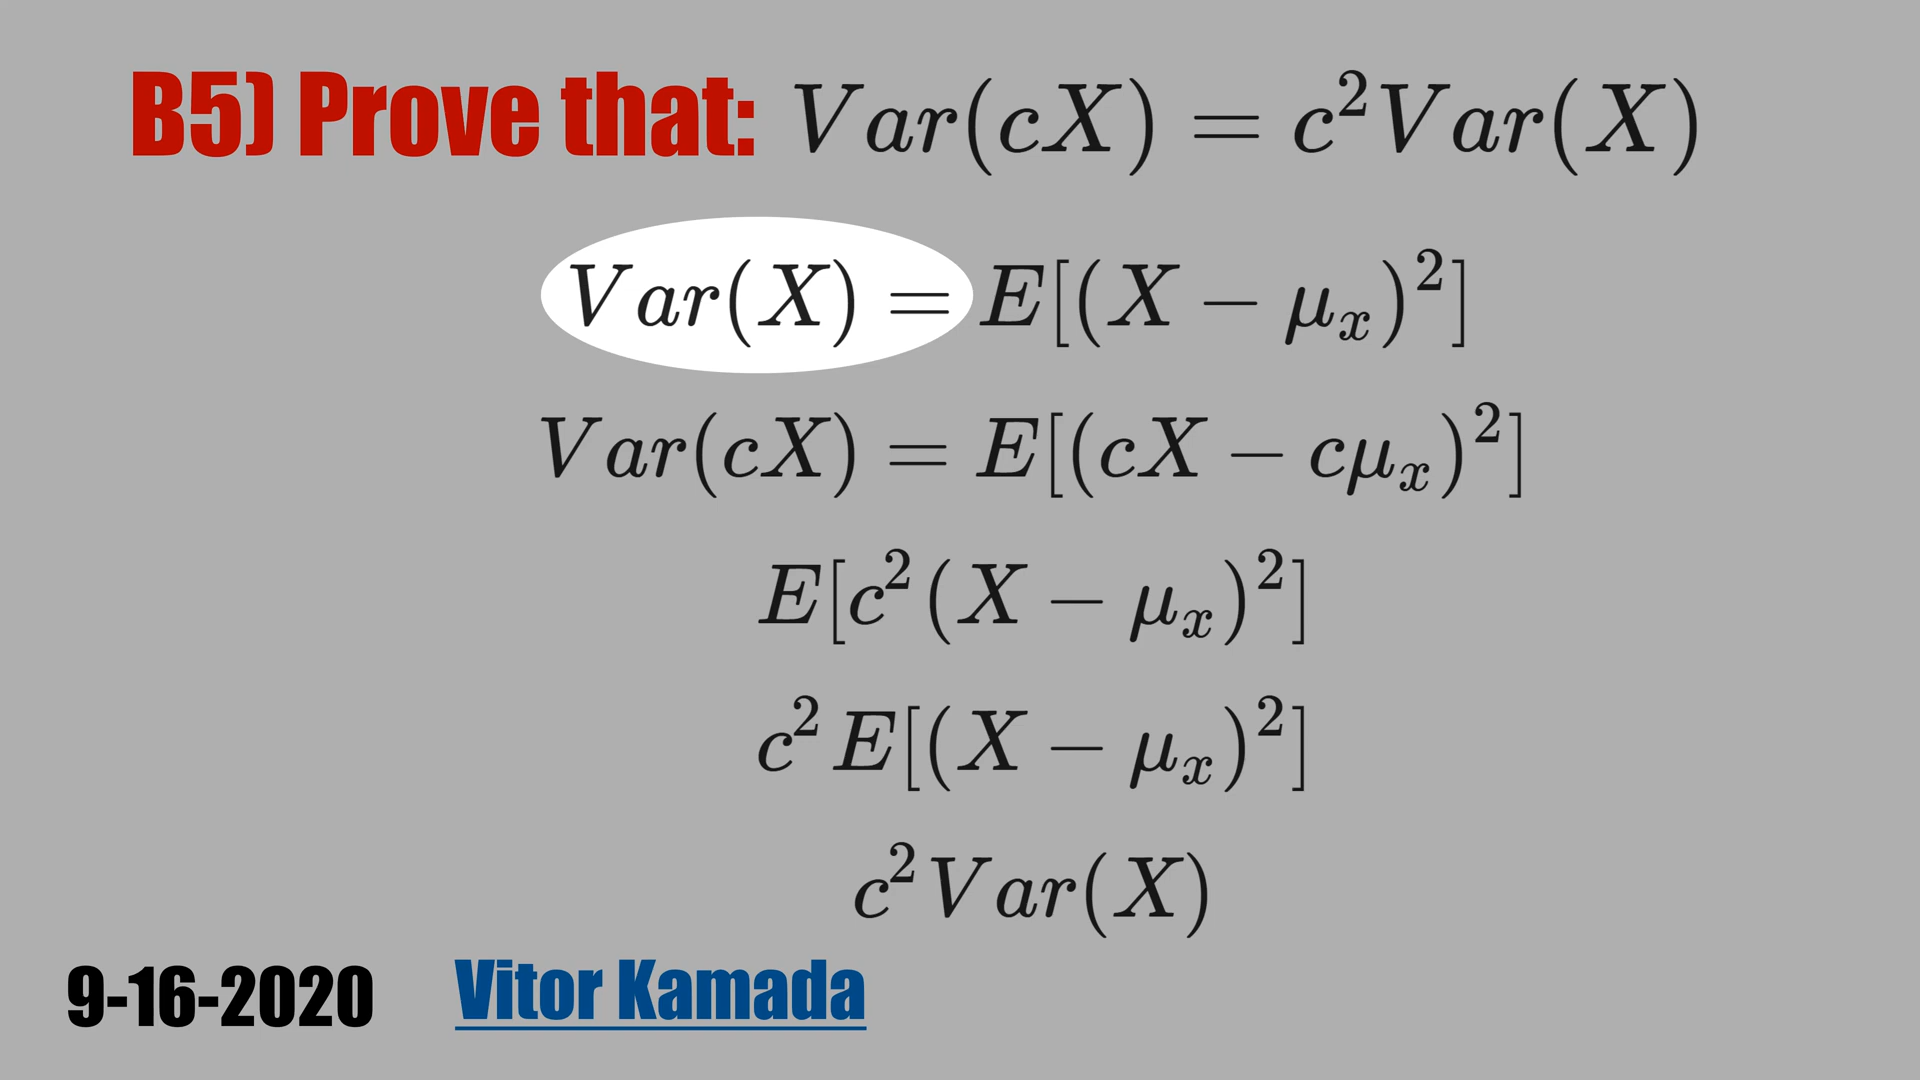 B5) Prove that: Var(cX) = c²Var(X)
Var(X) = E[(X − μₓ)²]
Var(cX) = E[(cX − cμₓ)²]
E[c²(X − μₓ)²]
c²E[(X − μₓ)²]
c²Var(X)
9-16-2020 Vitor Kamada